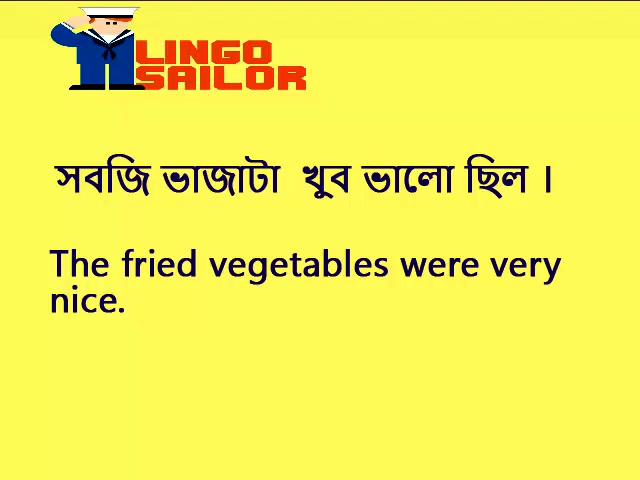 LINGO
SAILOR
সবজি ভাজাটা খুব ভালো ছিল ।
The fried vegetables were very
nice.